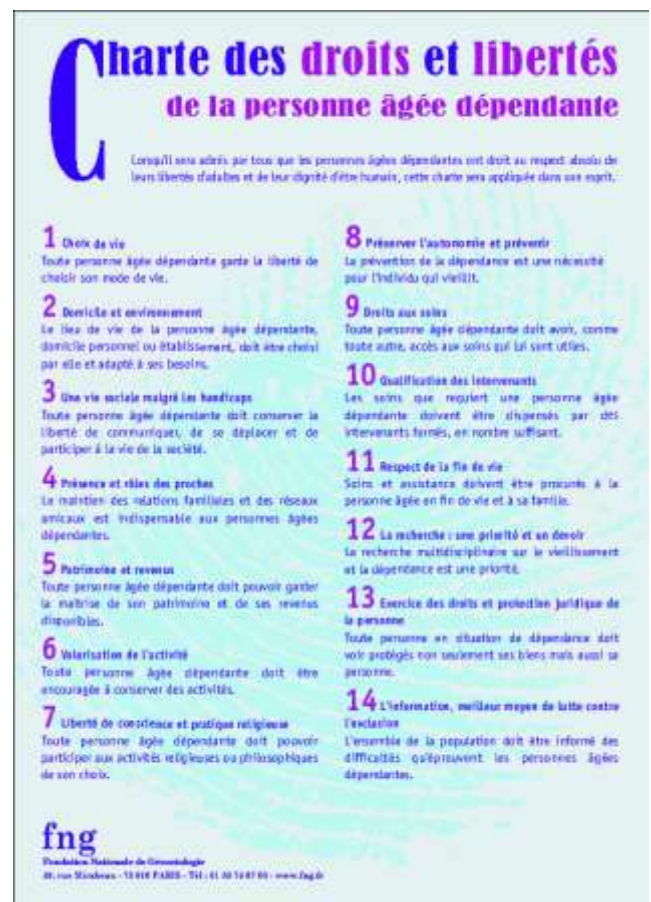 Charte des droits et libertés
de la personne âgée dépendante
Lorsqu'il sera admis par tous que les personnes âgées dépendantes ont droit au respect absolu de
leurs libertés d'adultes et de leur dignité d'être humain, cette charte sera appliquée dans son esprit.
1 Choix de vie
Toute personne âgée dépendante garde la liberté de
choisir son mode de vie.
2 Domicile et environnement
Le lieu de vie de la personne âgée dépendante,
domicile personnel ou établissement, doit être choisi
par elle et adapté à ses besoins.
3 Une vie sociale malgré les handicaps
Toute personne âgée dépendante doit conserver la
liberté de communiquer, de se déplacer et de
participer à la vie de la société.
4 Présence et rôles des proches
Le maintien des relations familiales et des réseaux
amicaux est indispensable aux personnes âgées
dépendantes.
5 Patrimoine et revenus
Toute personne âgée dépendante doit pouvoir garder
la maîtrise de son patrimoine et de ses revenus
disponibles.
6 Valorisation de l'activité
Toute personne âgée dépendante doit être
encouragée à conserver des activités.
7 Liberté de conscience et pratique religieuse
Toute personne âgée dépendante doit pouvoir
participer aux activités religieuses ou philosophiques
de son choix.
8 Préserver l'autonomie et prévenir
La prévention de la dépendance est une nécessité
pour l'individu qui vieillit.
9 Droits aux soins
Toute personne âgée dépendante doit avoir, comme
toute autre, accès aux soins qui lui sont utiles.
10 Qualification des intervenants
Les soins que requiert une personne âgée
dépendante doivent être dispensés par des
intervenants formés, en nombre suffisant.
11 Respect de la fin de vie
Soins et assistance doivent être procurés à la
personne âgée en fin de vie et à sa famille.
12 La recherche : une priorité et un devoir
La recherche multidisciplinaire sur le vieillissement
et la dépendance est une priorité.
13 Exercice des droits et protection juridique de
la personne
Toute personne en situation de dépendance doit
voir protégés non seulement ses biens mais aussi sa
personne.
14 L'information, meilleur moyen de lutte contre
l'exclusion
L'ensemble de la population doit être informé des
difficultés qu'éprouvent les personnes âgées
dépendantes.
fng
Fondation Nationale de Gérontologie
49, rue Mirabeau - 75016 PARIS - Tél : 01 - www.fng.fr